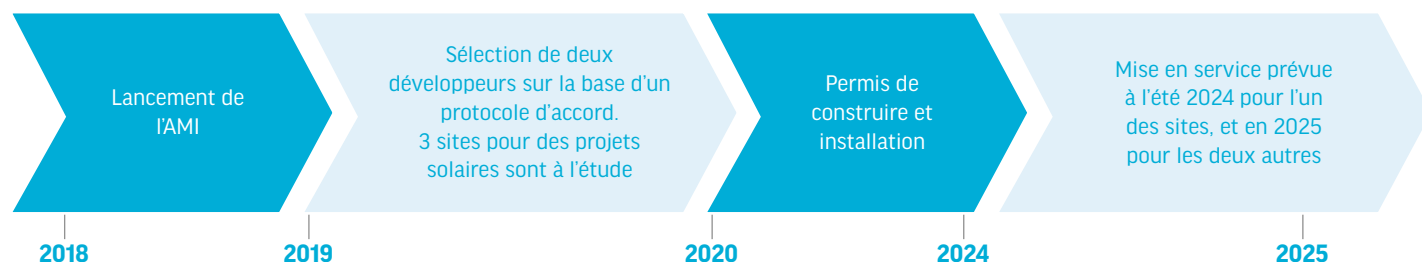 Lancement de
l'AMI
Sélection de deux
développeurs sur la base d'un
protocole d'accord.
3 sites pour des projets
solaires sont à l'étude
Permis de
construire et
installation
Mise en service prévue
à l'été 2024 pour l'un
des sites, et en 2025
pour les deux autres
2018
2019
2020
2024
2025